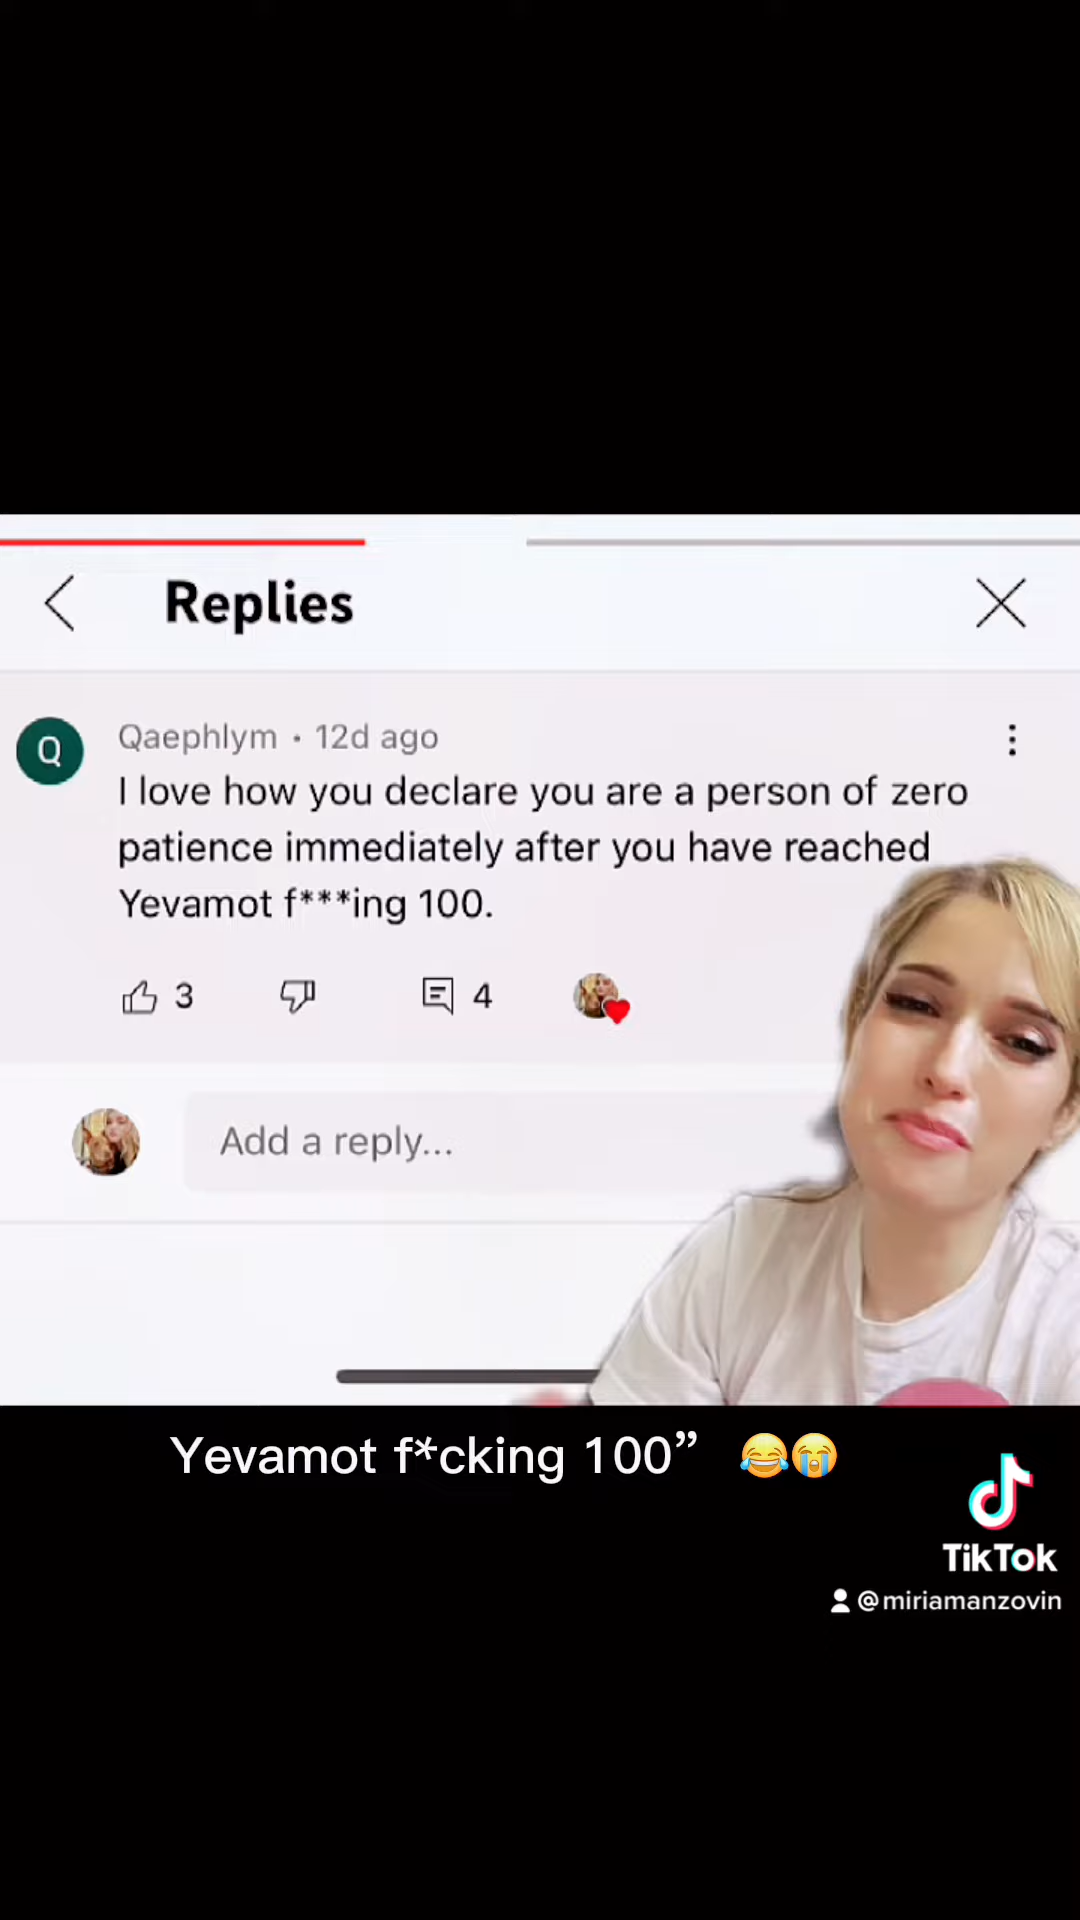 Replies
Q
Qaephlym • 12d ago
I love how you declare you are a person of zero
patience immediately after you have reached
Yevamot f***ing 100.
3
4
Add a reply...
Yevamot f*cking 100” 😂😭
TikTok
@miriamanzovin